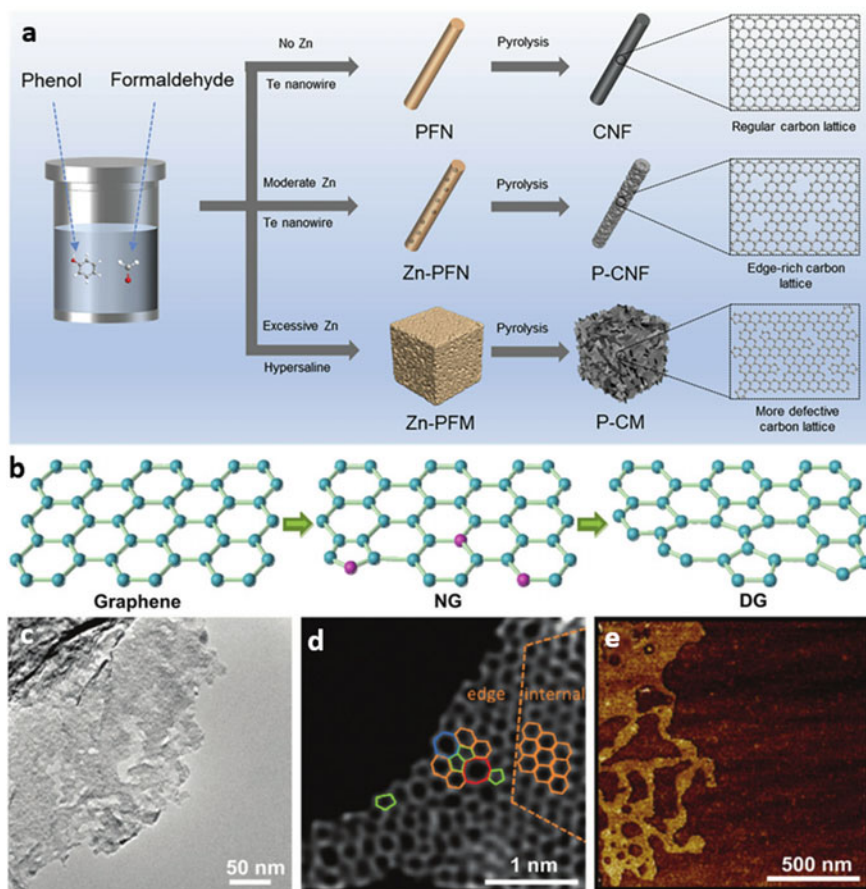 a
Phenol
Formaldehyde
No Zn
Te nanowire
PFN
Pyrolysis
CNF
Regular carbon lattice
Moderate Zn
Te nanowire
Zn-PFN
Pyrolysis
P-CNF
Edge-rich carbon
lattice
Excessive Zn
Hypersaline
Zn-PFM
Pyrolysis
P-CM
More defective
carbon lattice
b
Graphene
NG
DG
c
50 nm
d
edge
internal
1 nm
e
500 nm